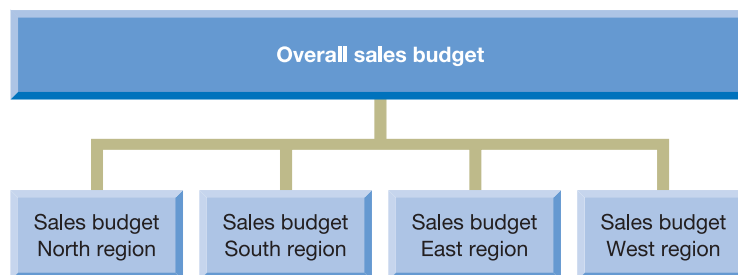 Overall sales budget
Sales budget
North region
Sales budget
South region
Sales budget
East region
Sales budget
West region